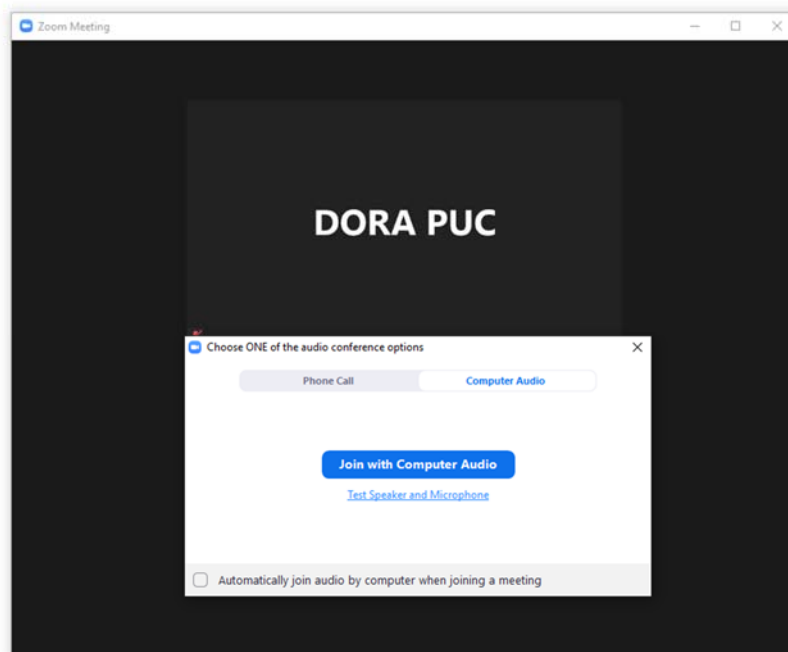 Zoom Meeting
DORA PUC
Choose ONE of the audio conference options
Phone Call
Computer Audio
Join with Computer Audio
Test Speaker and Microphone
Automatically join audio by computer when joining a meeting